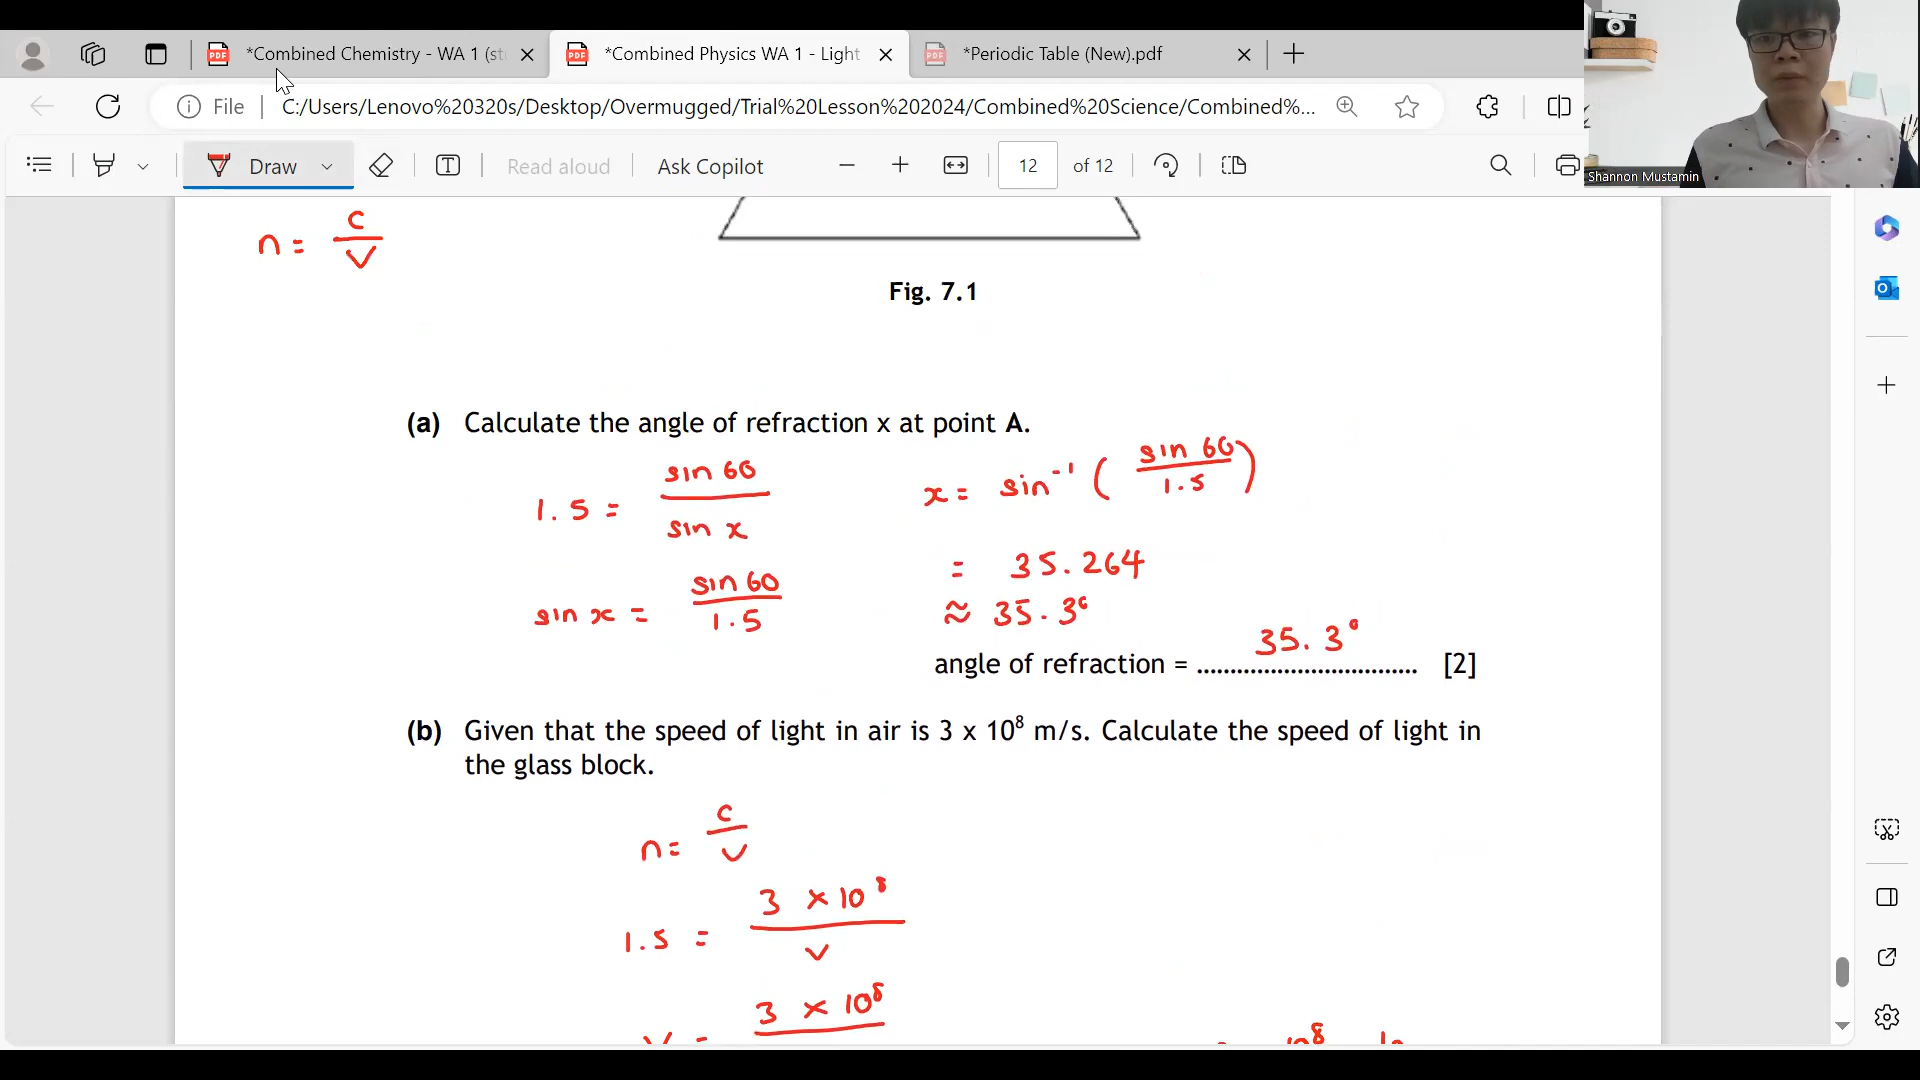 *Combined Chemistry - WA 1 (st
*Combined Physics WA 1 - Light
*Periodic Table (New).pdf
File
C:/Users/Lenovo%20320s/Desktop/Overmugged/Trial%20Lesson%202024/Combined%20Science/Combined%...
Draw
Read aloud
Ask Copilot
12 of 12
Shannon Mustamin
n = c/v
Fig. 7.1
(a) Calculate the angle of refraction x at point A.
1.5 = sin 60 / sin x
sin x = sin 60 / 1.5
x = sin⁻¹ ( sin 60 / 1.5 )
= 35.264
≈ 35.3°
35.3°
angle of refraction = ................................. [2]
(b) Given that the speed of light in air is 3 x 10⁸ m/s. Calculate the speed of light in
the glass block.
n = c/v
1.5 = 3 × 10⁸ / v
v = 3 × 10⁸